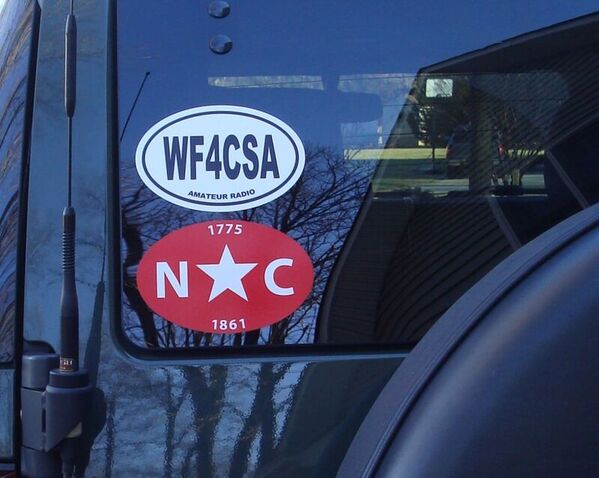 WF4CSA
AMATEUR RADIO
1775
N C
1861